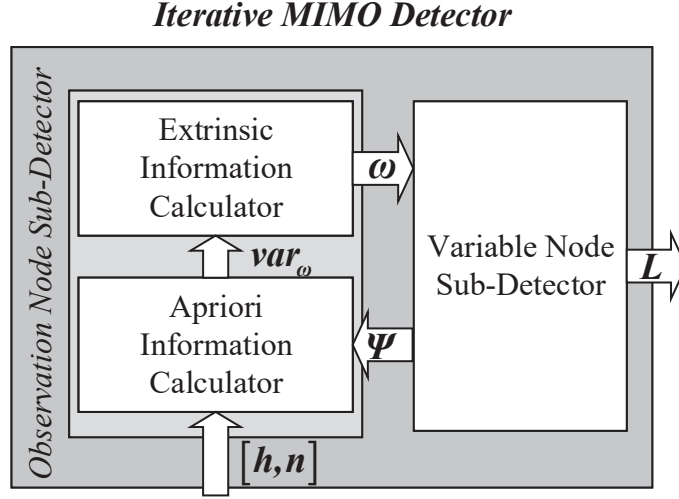 Iterative MIMO Detector
Observation Node Sub-Detector
Extrinsic
Information
Calculator
ω
var_ω
Variable Node
Sub-Detector
L
Apriori
Information
Calculator
Ψ
[h,n]